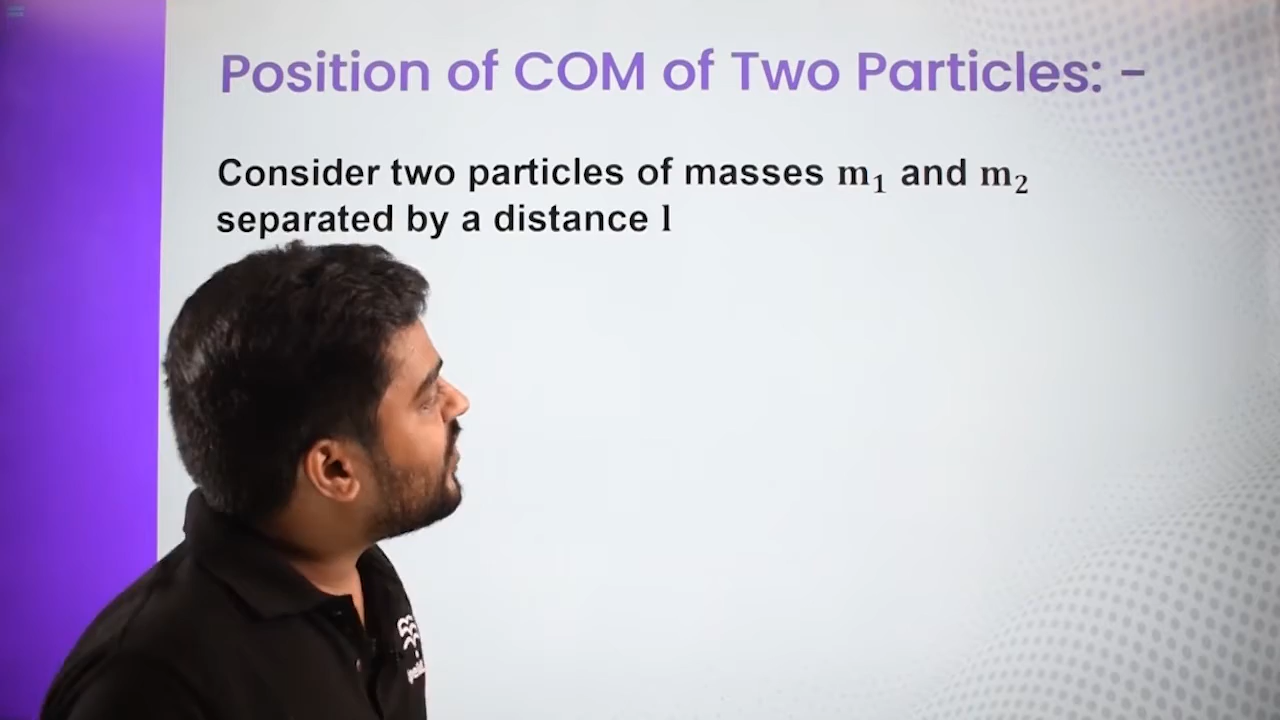 Position of COM of Two Particles: -
Consider two particles of masses m₁ and m₂
separated by a distance l